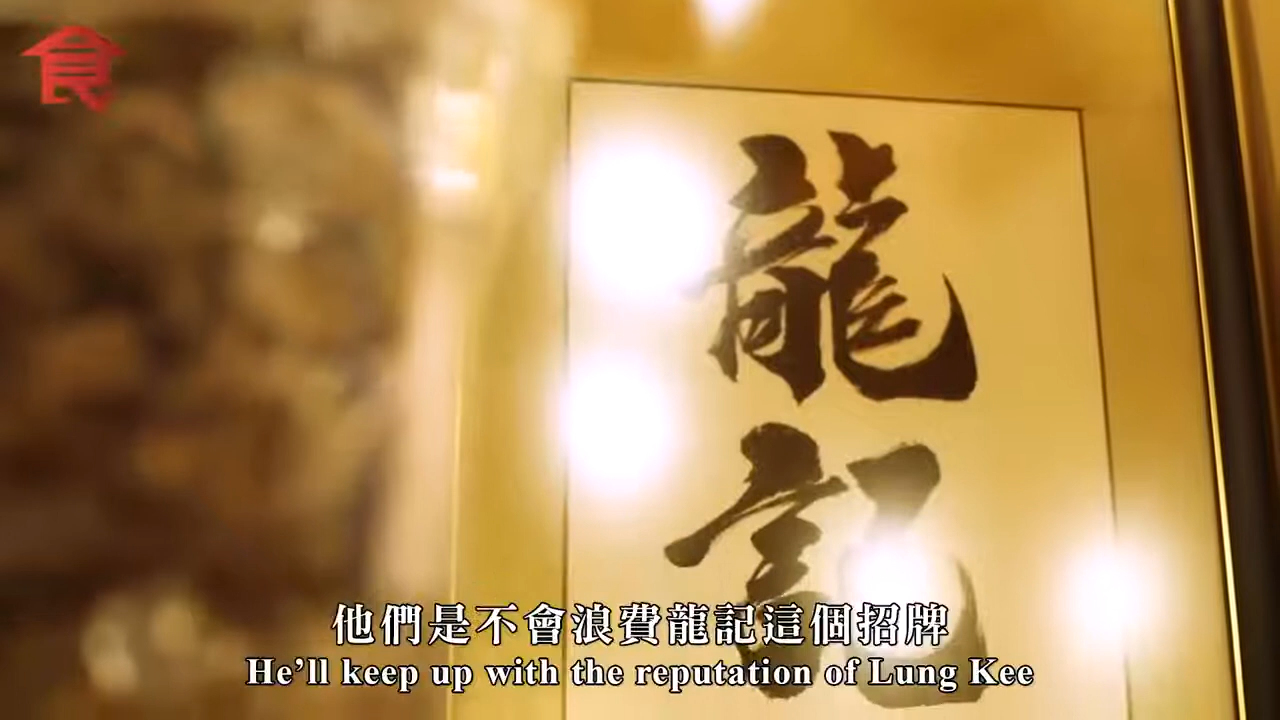 食
龍
記
他們是不會浪費龍記這個招牌
He’ll keep up with the reputation of Lung Kee